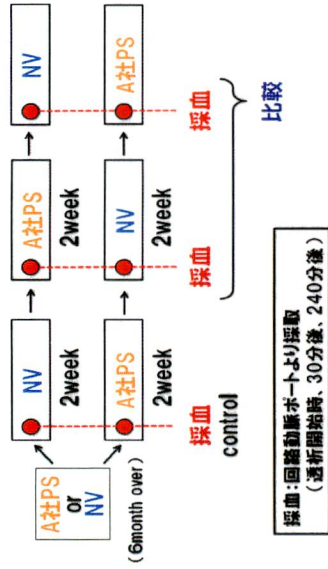 A社PS
or
NV
(6month over)
NV
2week
A社PS
2week
NV
A社PS
2week
NV
2week
A社PS
採血
control
採血
採血
比較
採血:回路動脈ポートより採取
(透析開始時、30分後、240分後)